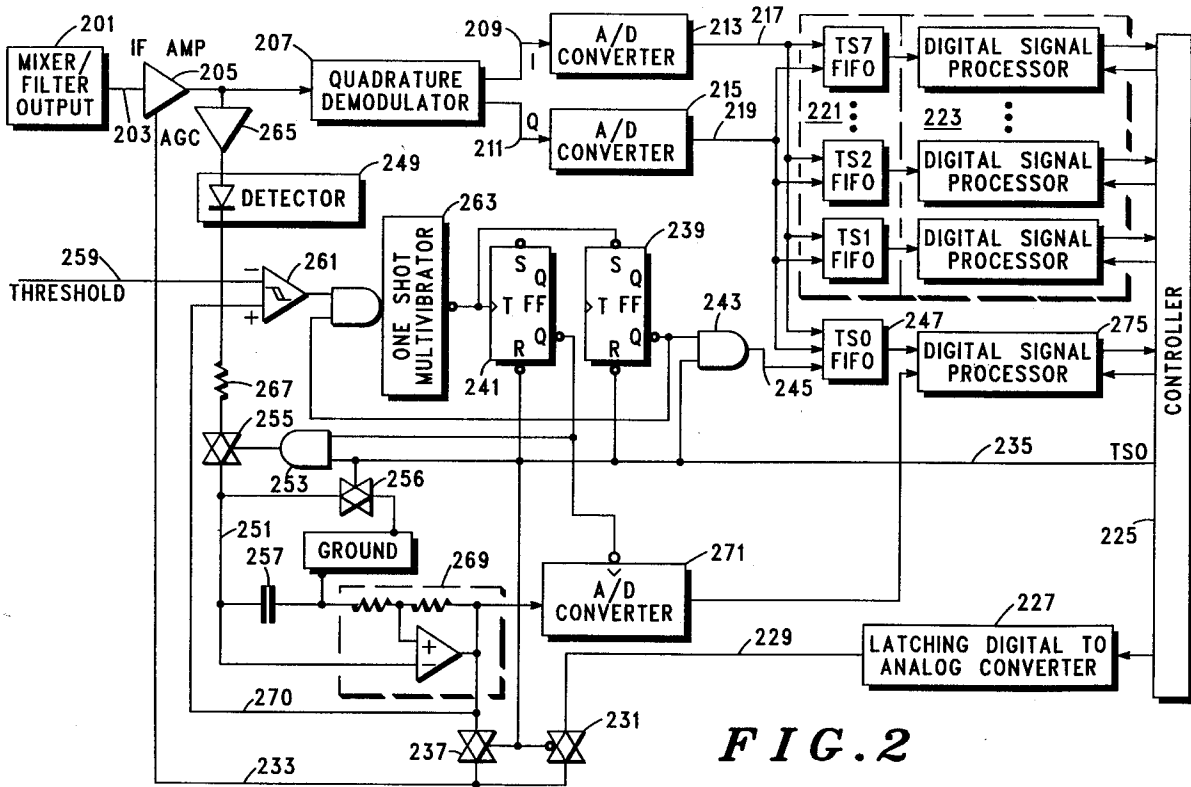 201
MIXER/
FILTER
OUTPUT
203
IF AMP
205
AGC
265
207
QUADRATURE
DEMODULATOR
209
I
A/D
CONVERTER
213
217
211
Q
A/D
CONVERTER
215
219
TS7
FIFO
221
TS2
FIFO
TS1
FIFO
TS0
FIFO
247
DIGITAL SIGNAL
PROCESSOR
223
DIGITAL SIGNAL
PROCESSOR
DIGITAL SIGNAL
PROCESSOR
DIGITAL SIGNAL
PROCESSOR
275
CONTROLLER
225
DETECTOR
249
259
THRESHOLD
−
+
261
ONE SHOT
MULTIVIBRATOR
263
S
Q
T FF
Q
R
241
S
Q
T FF
Q
R
239
243
245
267
255
253
256
235
TS0
251
257
GROUND
269
+
−
A/D
CONVERTER
271
227
LATCHING DIGITAL TO
ANALOG CONVERTER
229
270
237
231
233
FIG.2